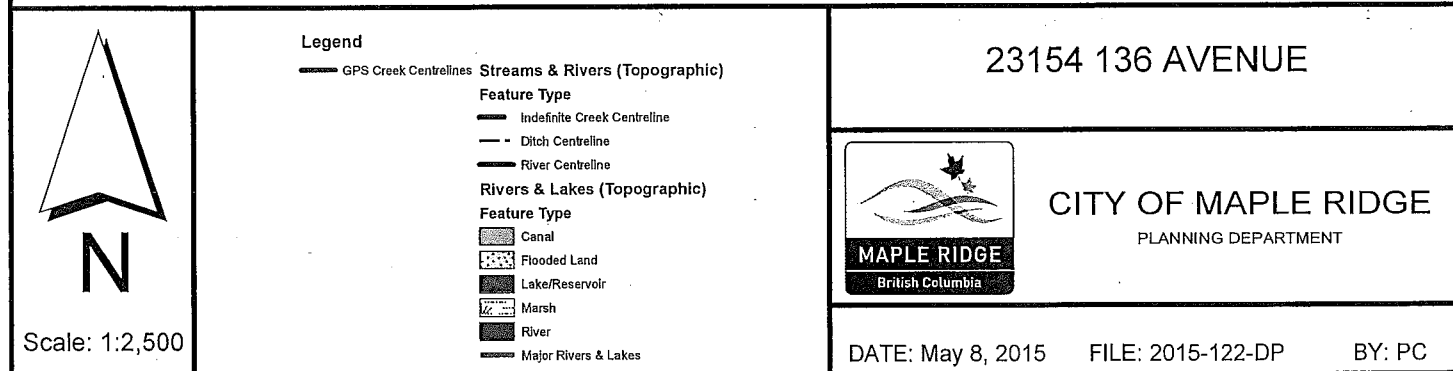 N
Scale: 1:2,500
Legend
GPS Creek Centrelines
Streams & Rivers (Topographic)
Feature Type
Indefinite Creek Centreline
Ditch Centreline
River Centreline
Rivers & Lakes (Topographic)
Feature Type
Canal
Flooded Land
Lake/Reservoir
Marsh
River
Major Rivers & Lakes
23154 136 AVENUE
MAPLE RIDGE
British Columbia
CITY OF MAPLE RIDGE
PLANNING DEPARTMENT
DATE: May 8, 2015 FILE: 2015-122-DP BY: PC